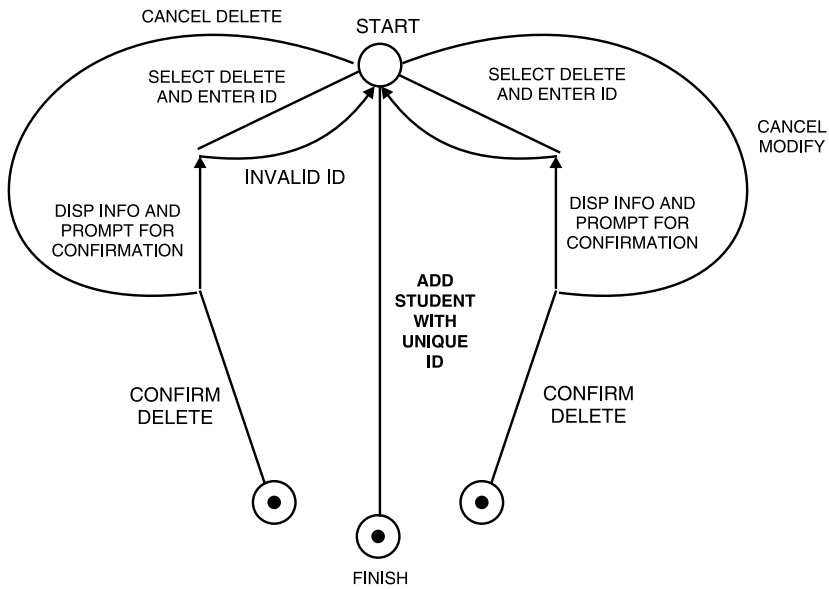 CANCEL DELETE
START
SELECT DELETE
AND ENTER ID
SELECT DELETE
AND ENTER ID
CANCEL
MODIFY
INVALID ID
DISP INFO AND
PROMPT FOR
CONFIRMATION
DISP INFO AND
PROMPT FOR
CONFIRMATION
ADD
STUDENT
WITH
UNIQUE
ID
CONFIRM
DELETE
CONFIRM
DELETE
FINISH